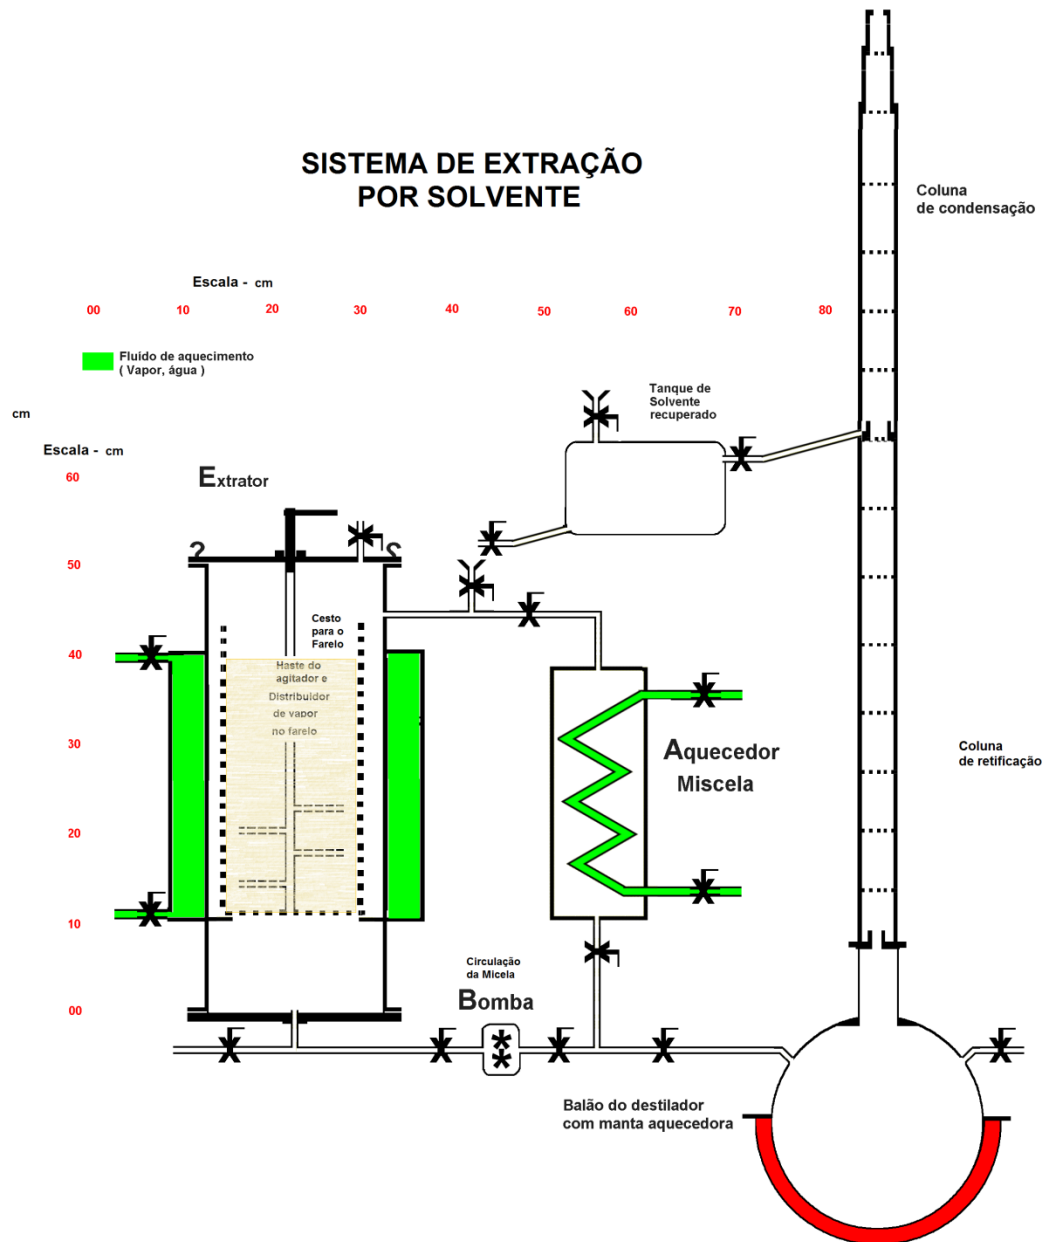 SISTEMA DE EXTRAÇÃO
POR SOLVENTE
Coluna
de condensação
Escala - cm
00 10 20 30 40 50 60 70 80
Fluído de aquecimento
( Vapor, água )
Tanque de
Solvente
recuperado
cm
Escala - cm
60
Extrator
50
Cesto
para o
Farelo
40
Haste do
agitador e
Distribuidor
de vapor
no farelo
30
Aquecedor
Miscela
Coluna
de retificação
20
10
Circulação
da Micela
Bomba
00
Balão do destilador
com manta aquecedora